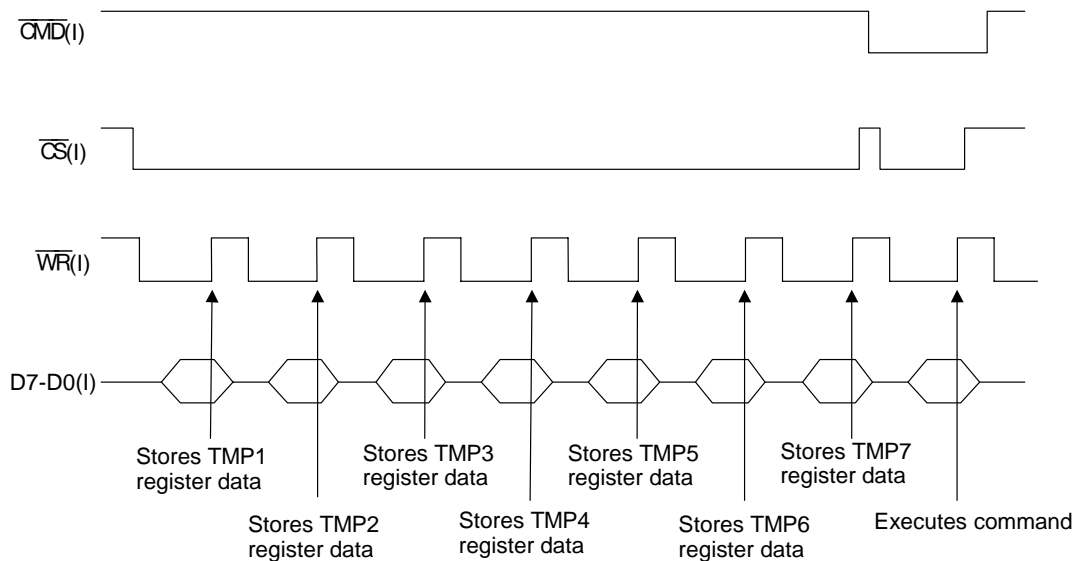 CMD(I)
CS(I)
WR(I)
D7-D0(I)
Stores TMP1
register data
Stores TMP2
register data
Stores TMP3
register data
Stores TMP4
register data
Stores TMP5
register data
Stores TMP6
register data
Stores TMP7
register data
Executes command